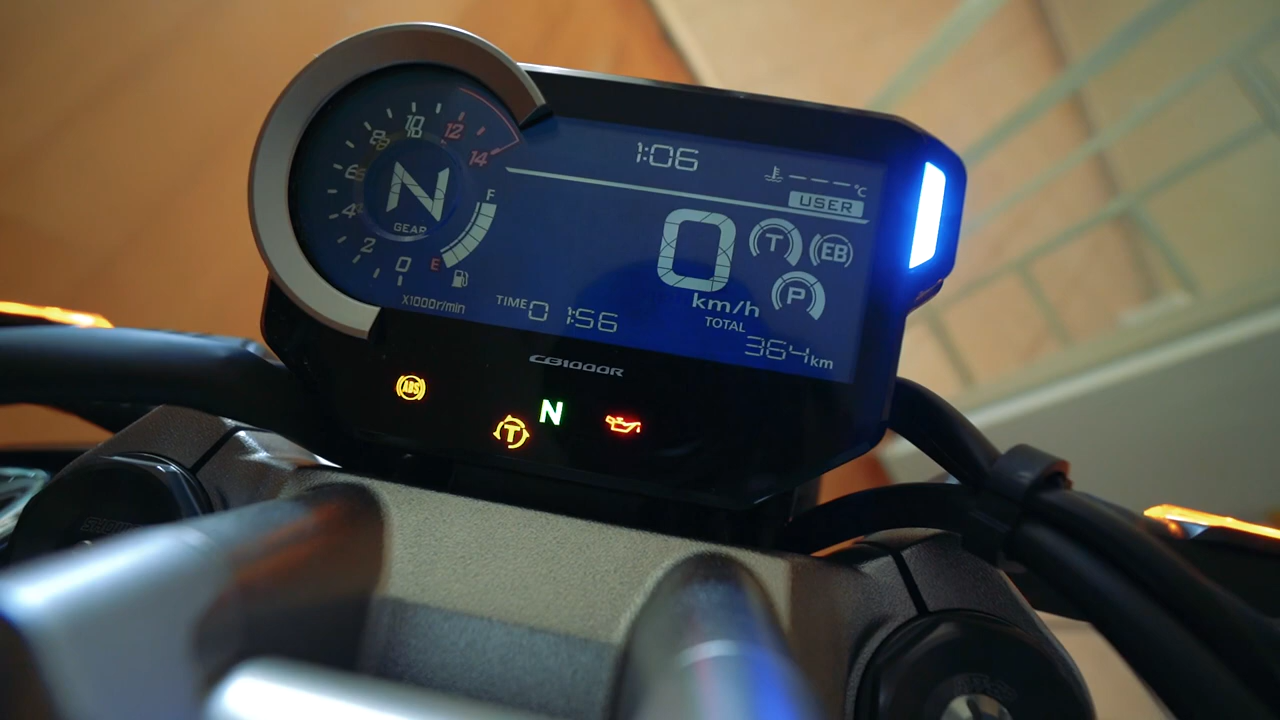 1:06
---- °C
USER
0
2
4
6
8
10
12
14
N
GEAR
F
E
X1000r/min
0
km/h
T
EB
P
TIME 0 1:56
TOTAL
364 km
CB1000R
ABS
N
T